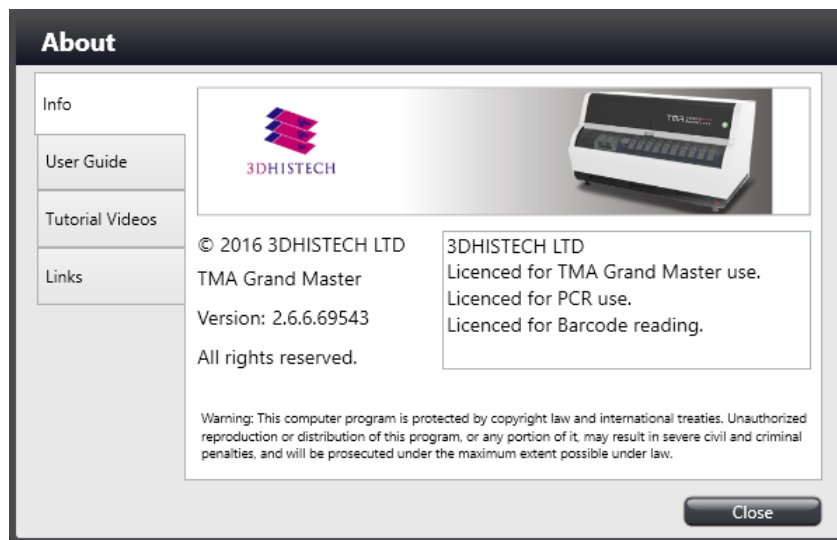 About
Info
User Guide
Tutorial Videos
Links
3DHISTECH
TMA
© 2016 3DHISTECH LTD
TMA Grand Master
Version: 2.6.6.69543
All rights reserved.
3DHISTECH LTD
Licenced for TMA Grand Master use.
Licenced for PCR use.
Licenced for Barcode reading.
Warning: This computer program is protected by copyright law and international treaties. Unauthorized
reproduction or distribution of this program, or any portion of it, may result in severe civil and criminal
penalties, and will be prosecuted under the maximum extent possible under law.
Close